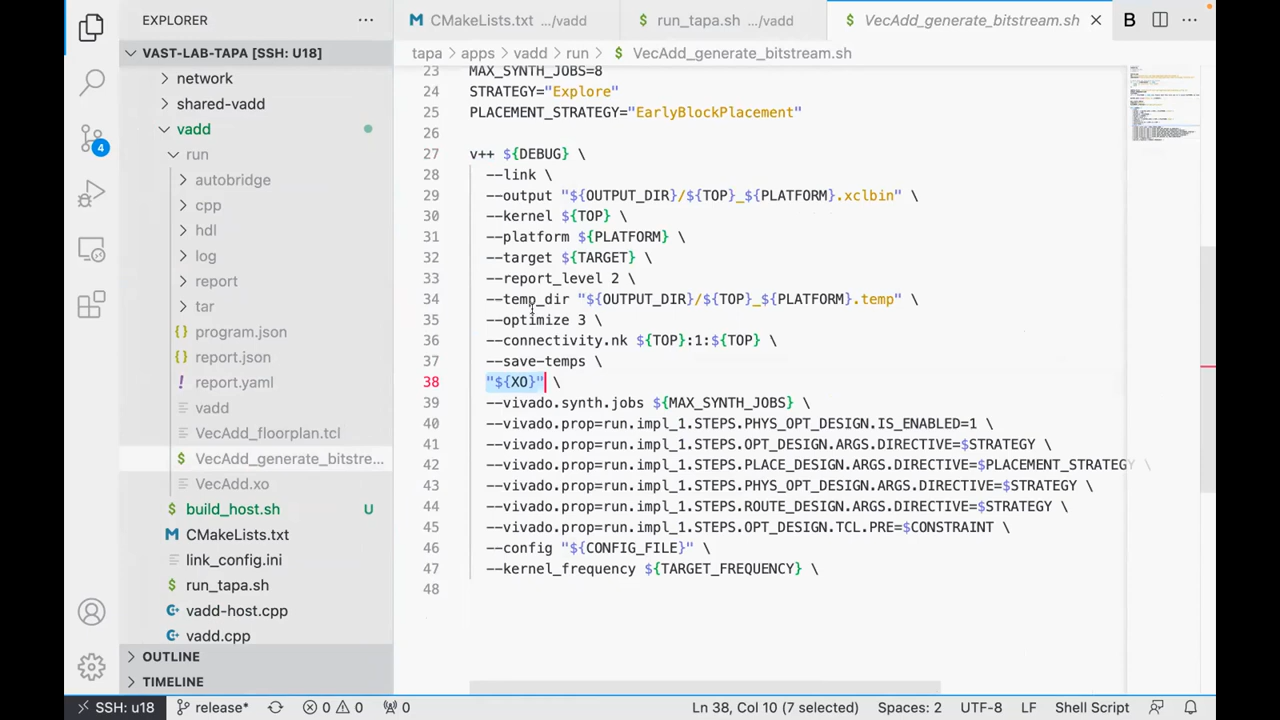 EXPLORER
VAST-LAB-TAPA [SSH: U18]
network
shared-vadd
vadd
run
autobridge
cpp
hdl
log
report
tar
program.json
report.json
report.yaml
vadd
VecAdd_floorplan.tcl
VecAdd_generate_bitstre...
VecAdd.xo
build_host.sh U
CMakeLists.txt
link_config.ini
run_tapa.sh
vadd-host.cpp
vadd.cpp
OUTLINE
TIMELINE
4
CMakeLists.txt .../vadd
run_tapa.sh .../vadd
VecAdd_generate_bitstream.sh
B
tapa > apps > vadd > run > $ VecAdd_generate_bitstream.sh
23 MAX_SYNTH_JOBS=8
24 STRATEGY="Explore"
25 PLACEMENT_STRATEGY="EarlyBlockPlacement"
26
27 v++ ${DEBUG} \
28 --link \
29 --output "${OUTPUT_DIR}/${TOP}_${PLATFORM}.xclbin" \
30 --kernel ${TOP} \
31 --platform ${PLATFORM} \
32 --target ${TARGET} \
33 --report_level 2 \
34 --temp_dir "${OUTPUT_DIR}/${TOP}_${PLATFORM}.temp" \
35 --optimize 3 \
36 --connectivity.nk ${TOP}:1:${TOP} \
37 --save-temps \
38 "${XO}" \
39 --vivado.synth.jobs ${MAX_SYNTH_JOBS} \
40 --vivado.prop=run.impl_1.STEPS.PHYS_OPT_DESIGN.IS_ENABLED=1 \
41 --vivado.prop=run.impl_1.STEPS.OPT_DESIGN.ARGS.DIRECTIVE=$STRATEGY \
42 --vivado.prop=run.impl_1.STEPS.PLACE_DESIGN.ARGS.DIRECTIVE=$PLACEMENT_STRATEGY \
43 --vivado.prop=run.impl_1.STEPS.PHYS_OPT_DESIGN.ARGS.DIRECTIVE=$STRATEGY \
44 --vivado.prop=run.impl_1.STEPS.ROUTE_DESIGN.ARGS.DIRECTIVE=$STRATEGY \
45 --vivado.prop=run.impl_1.STEPS.OPT_DESIGN.TCL.PRE=$CONSTRAINT \
46 --config "${CONFIG_FILE}" \
47 --kernel_frequency ${TARGET_FREQUENCY} \
48
SSH: u18 release* 0 0 0 Ln 38, Col 10 (7 selected) Spaces: 2 UTF-8 LF Shell Script